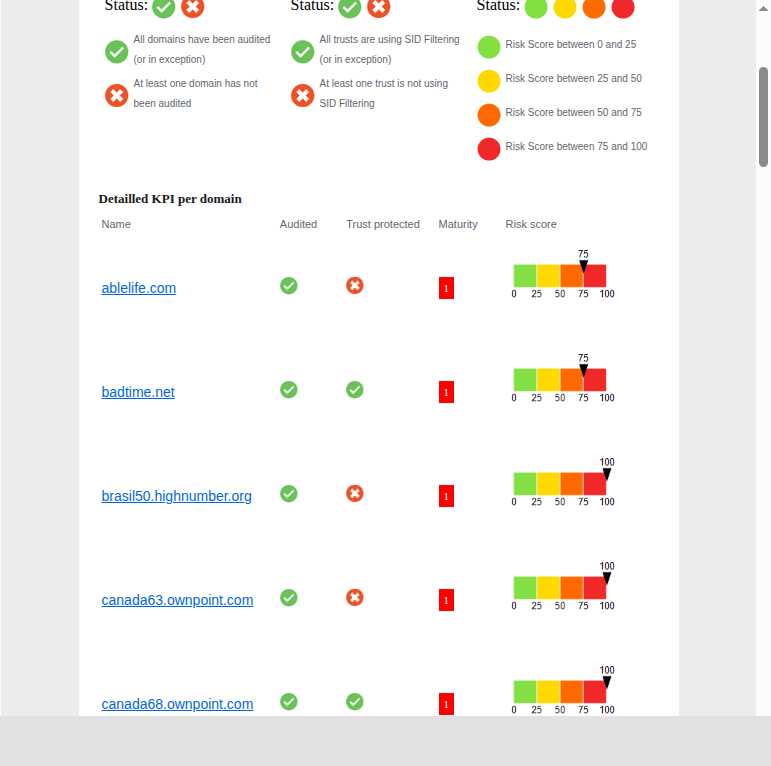 Status: Status: Status:
All domains have been audited
(or in exception)
At least one domain has not
been audited
All trusts are using SID Filtering
(or in exception)
At least one trust is not using
SID Filtering
Risk Score between 0 and 25
Risk Score between 25 and 50
Risk Score between 50 and 75
Risk Score between 75 and 100
Detailled KPI per domain
Name Audited Trust protected Maturity Risk score
75
ablelife.com 1
0 25 50 75 100
75
badtime.net 1
0 25 50 75 100
100
brasil50.highnumber.org 1
0 25 50 75 100
100
canada63.ownpoint.com 1
0 25 50 75 100
100
canada68.ownpoint.com 1
0 25 50 75 100